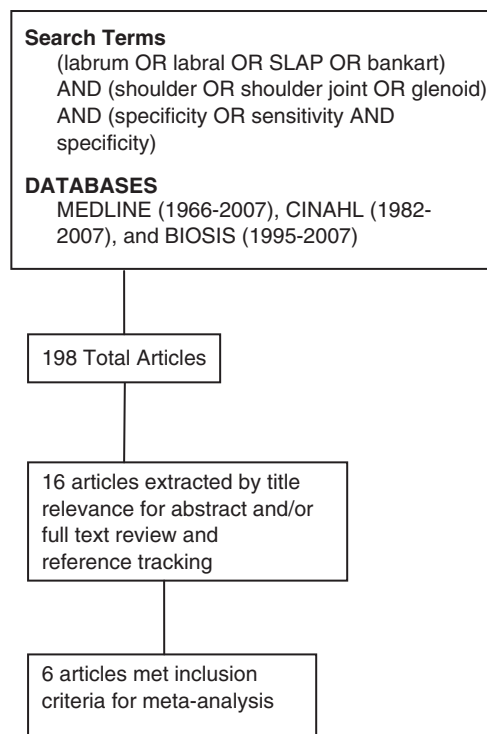 Search Terms
(labrum OR labral OR SLAP OR bankart)
AND (shoulder OR shoulder joint OR glenoid)
AND (specificity OR sensitivity AND
specificity)
DATABASES
MEDLINE (1966-2007), CINAHL (1982-
2007), and BIOSIS (1995-2007)
198 Total Articles
16 articles extracted by title
relevance for abstract and/or
full text review and
reference tracking
6 articles met inclusion
criteria for meta-analysis